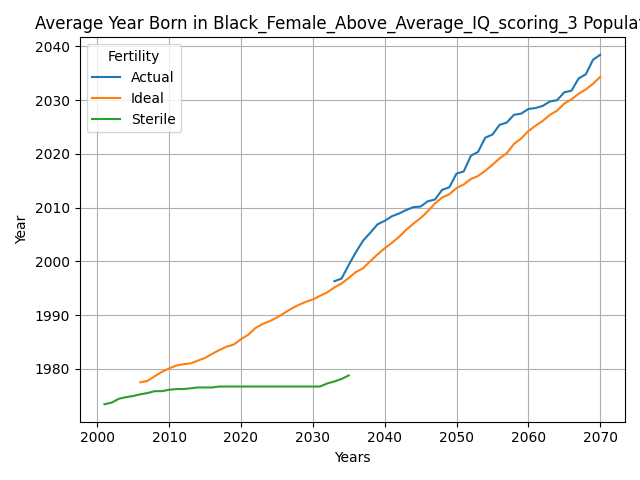 Average Year Born in Black_Female_Above_Average_IQ_scoring_3 Populat
2040
2030
2020
2010
2000
1990
1980
Year
Fertility
Actual
Ideal
Sterile
2000 2010 2020 2030 2040 2050 2060 2070
Years